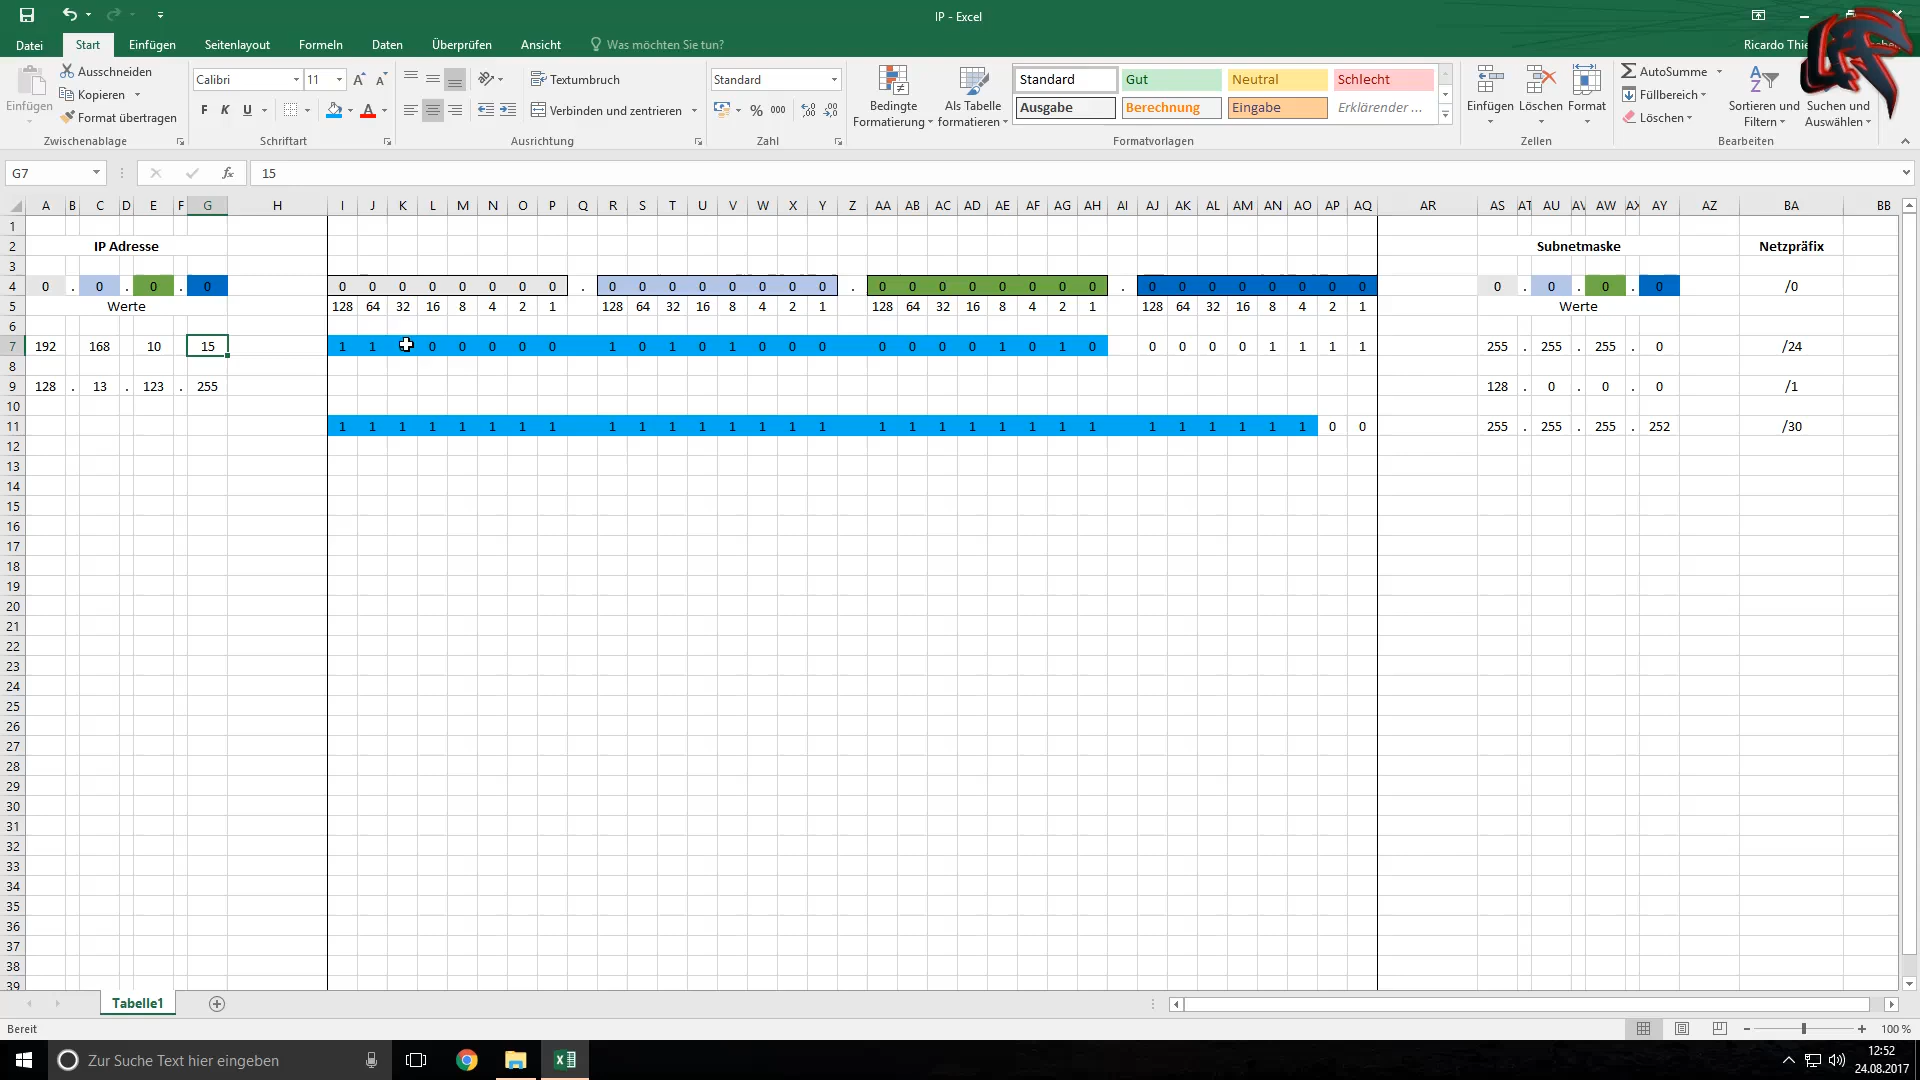 IP - Excel
Datei Start Einfügen Seitenlayout Formeln Daten Überprüfen Ansicht Was möchten Sie tun? Ricardo Thie
Einfügen Ausschneiden Kopieren Format übertragen
Calibri 11 F K U
Textumbruch Verbinden und zentrieren
Standard % 000
Bedingte Formatierung Als Tabelle formatieren
Standard Gut Neutral Schlecht
Ausgabe Berechnung Eingabe Erklärender ...
Einfügen Löschen Format
AutoSumme Füllbereich Löschen
Sortieren und Filtern Suchen und Auswählen
Zwischenablage Schriftart Ausrichtung Zahl Formatvorlagen Zellen Bearbeiten
G7 fx 15
A B C D E F G H I J K L M N O P Q R S T U V W X Y Z AA AB AC AD AE AF AG AH AI AJ AK AL AM AN AO AP AQ AR AS AT AU AV AW AX AY AZ BA BB
1
2 IP Adresse Subnetmaske Netzpräfix
3
4 0 . 0 . 0 . 0 0 0 0 0 0 0 0 0 . 0 0 0 0 0 0 0 0 . 0 0 0 0 0 0 0 0 . 0 0 0 0 0 0 0 0 0 . 0 . 0 . 0 /0
5 Werte 128 64 32 16 8 4 2 1 128 64 32 16 8 4 2 1 128 64 32 16 8 4 2 1 128 64 32 16 8 4 2 1 Werte
6
7 192 168 10 15 1 1 0 0 0 0 0 1 0 1 0 1 0 0 0 0 0 0 0 1 0 1 0 0 0 0 0 1 1 1 1 255 . 255 . 255 . 0 /24
8
9 128 . 13 . 123 . 255 128 . 0 . 0 . 0 /1
10
11 1 1 1 1 1 1 1 1 1 1 1 1 1 1 1 1 1 1 1 1 1 1 1 1 1 1 1 1 1 1 0 0 255 . 255 . 255 . 252 /30
12
13
14
15
16
17
18
19
20
21
22
23
24
25
26
27
28
29
30
31
32
33
34
35
36
37
38
39
Tabelle1
Bereit 100 %
Zur Suche Text hier eingeben
12:52
24.08.2017